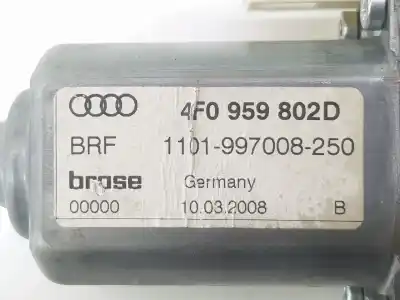 4F0 959 802D
BRF 1101-997008-250
brose Germany
00000 10.03.2008 B